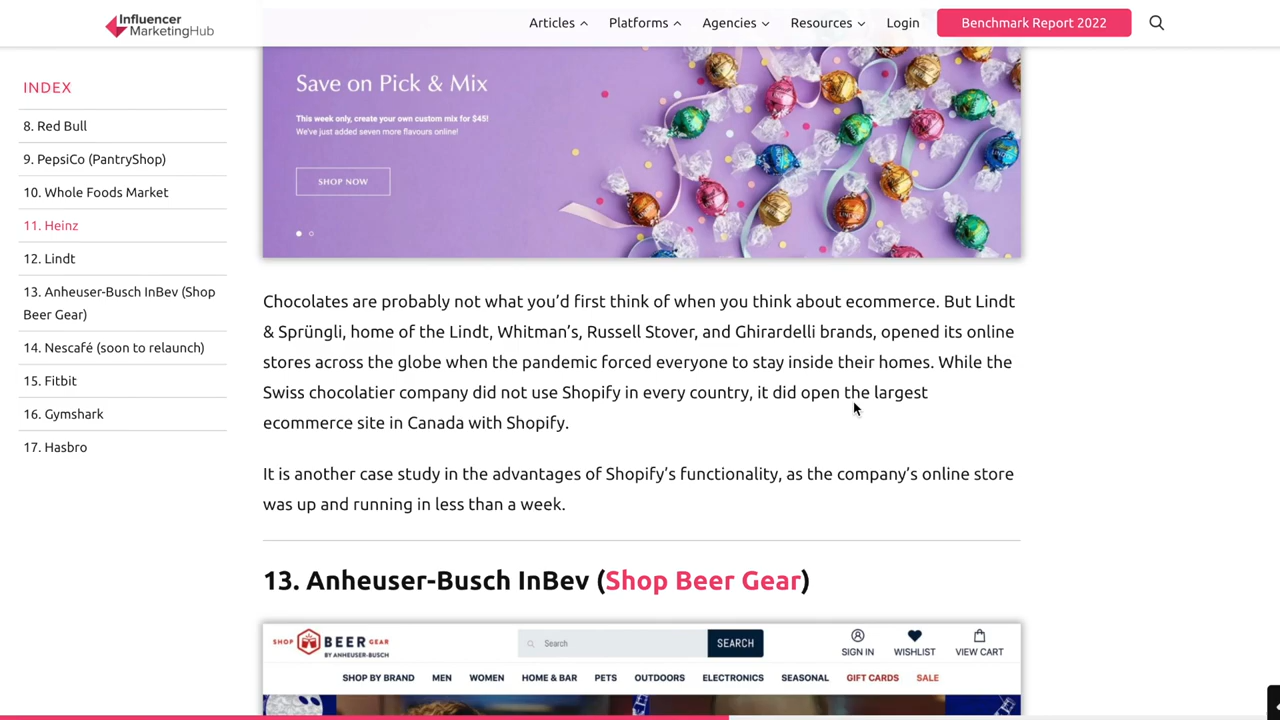 Influencer
MarketingHub
Articles
Platforms
Agencies
Resources
Login
Benchmark Report 2022
INDEX
8. Red Bull
9. PepsiCo (PantryShop)
10. Whole Foods Market
11. Heinz
12. Lindt
13. Anheuser-Busch InBev (Shop
Beer Gear)
14. Nescafé (soon to relaunch)
15. Fitbit
16. Gymshark
17. Hasbro
Save on Pick & Mix
This week only, create your own custom mix for $45!
We've just added seven more flavours online!
SHOP NOW
Chocolates are probably not what you’d first think of when you think about ecommerce. But Lindt
& Sprüngli, home of the Lindt, Whitman’s, Russell Stover, and Ghirardelli brands, opened its online
stores across the globe when the pandemic forced everyone to stay inside their homes. While the
Swiss chocolatier company did not use Shopify in every country, it did open the largest
ecommerce site in Canada with Shopify.
It is another case study in the advantages of Shopify’s functionality, as the company’s online store
was up and running in less than a week.
13. Anheuser-Busch InBev (Shop Beer Gear)
SHOP BEER GEAR
BY ANHEUSER-BUSCH
Search
SEARCH
SIGN IN
WISHLIST
VIEW CART
SHOP BY BRAND MEN WOMEN HOME & BAR PETS OUTDOORS ELECTRONICS SEASONAL GIFT CARDS SALE